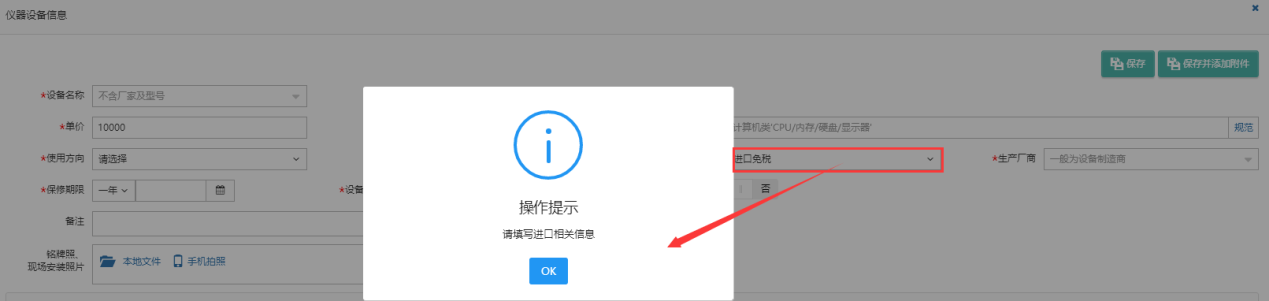 仪器设备信息
保存
保存并添加附件
*设备名称
不含厂家及型号
*单价
10000
计算机类'CPU/内存/硬盘/显示器'
规范
*使用方向
请选择
进口免税
*生产厂商
一般为设备制造商
*保修期限
一年
*设备
否
备注
铭牌照、
现场安装照片
本地文件
手机拍照
操作提示
请填写进口相关信息
OK